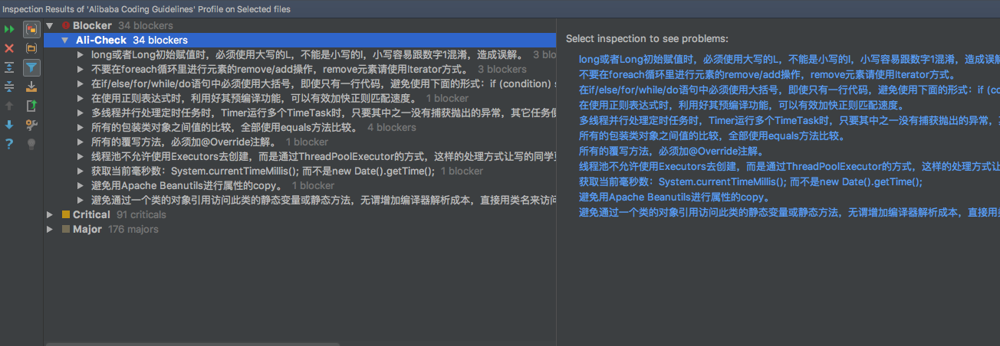 Inspection Results of 'Alibaba Coding Guidelines' Profile on Selected files
Blocker 34 blockers
Ali-Check 34 blockers
long或者Long初始赋值时，必须使用大写的L，不能是小写的l，小写容易跟数字1混淆，造成误解。 3 blo
不要在foreach循环里进行元素的remove/add操作，remove元素请使用Iterator方式。 3 blockers
在if/else/for/while/do语句中必须使用大括号，即使只有一行代码，避免使用下面的形式：if (condition) s
在使用正则表达式时，利用好其预编译功能，可以有效加快正则匹配速度。 1 blocker
多线程并行处理定时任务时，Timer运行多个TimeTask时，只要其中之一没有捕获抛出的异常，其它任务便
所有的包装类对象之间值的比较，全部使用equals方法比较。 4 blockers
所有的覆写方法，必须加@Override注解。 1 blocker
线程池不允许使用Executors去创建，而是通过ThreadPoolExecutor的方式，这样的处理方式让写的同学更
获取当前毫秒数：System.currentTimeMillis(); 而不是new Date().getTime(); 1 blocker
避免用Apache Beanutils进行属性的copy。 1 blocker
避免通过一个类的对象引用访问此类的静态变量或静态方法，无谓增加编译器解析成本，直接用类名来访问
Critical 91 criticals
Major 176 majors
Select inspection to see problems:
long或者Long初始赋值时，必须使用大写的L，不能是小写的l，小写容易跟数字1混淆，造成误解
不要在foreach循环里进行元素的remove/add操作，remove元素请使用Iterator方式。
在if/else/for/while/do语句中必须使用大括号，即使只有一行代码，避免使用下面的形式：if (co
在使用正则表达式时，利用好其预编译功能，可以有效加快正则匹配速度。
多线程并行处理定时任务时，Timer运行多个TimeTask时，只要其中之一没有捕获抛出的异常，
所有的包装类对象之间值的比较，全部使用equals方法比较。
所有的覆写方法，必须加@Override注解。
线程池不允许使用Executors去创建，而是通过ThreadPoolExecutor的方式，这样的处理方式让
获取当前毫秒数：System.currentTimeMillis(); 而不是new Date().getTime();
避免用Apache Beanutils进行属性的copy。
避免通过一个类的对象引用访问此类的静态变量或静态方法，无谓增加编译器解析成本，直接用